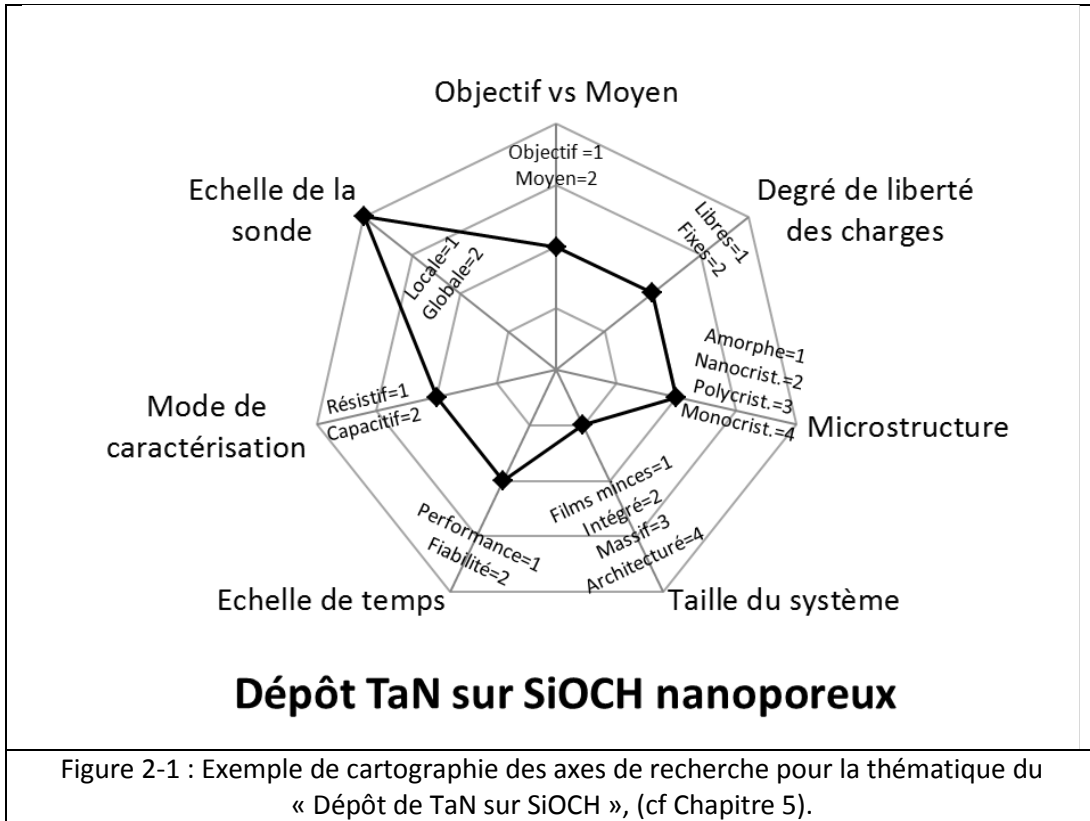 Objectif vs Moyen
Objectif =1
Moyen=2
Degré de liberté
des charges
Libres=1
Fixes=2
Amorphe=1
Nanocrist.=2
Polycrist.=3
Monocrist.=4
Microstructure
Films minces=1
Intégré=2
Massif=3
Architecturé=4
Taille du système
Performance=1
Fiabilité=2
Echelle de temps
Résistif=1
Capacitif=2
Mode de
caractérisation
Locale=1
Globale=2
Echelle de la
sonde
Dépôt TaN sur SiOCH nanoporeux
Figure 2-1 : Exemple de cartographie des axes de recherche pour la thématique du
« Dépôt de TaN sur SiOCH », (cf Chapitre 5).